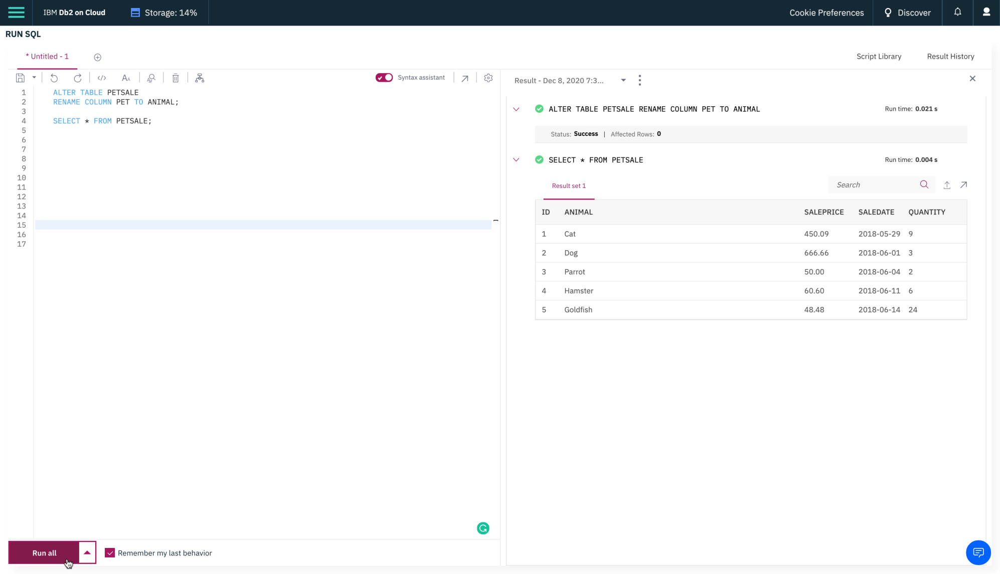 IBM Db2 on Cloud
Storage: 14%
Cookie Preferences
Discover
RUN SQL
* Untitled - 1
Script Library
Result History
Syntax assistant
1 ALTER TABLE PETSALE
2 RENAME COLUMN PET TO ANIMAL;
3
4 SELECT * FROM PETSALE;
5
6
7
8
9
10
11
12
13
14
15
16
17
Run all
Remember my last behavior
Result - Dec 8, 2020 7:3...
ALTER TABLE PETSALE RENAME COLUMN PET TO ANIMAL Run time: 0.021 s
Status: Success | Affected Rows: 0
SELECT * FROM PETSALE Run time: 0.004 s
Result set 1
Search
ID ANIMAL SALEPRICE SALEDATE QUANTITY
1 Cat 450.09 2018-05-29 9
2 Dog 666.66 2018-06-01 3
3 Parrot 50.00 2018-06-04 2
4 Hamster 60.60 2018-06-11 6
5 Goldfish 48.48 2018-06-14 24